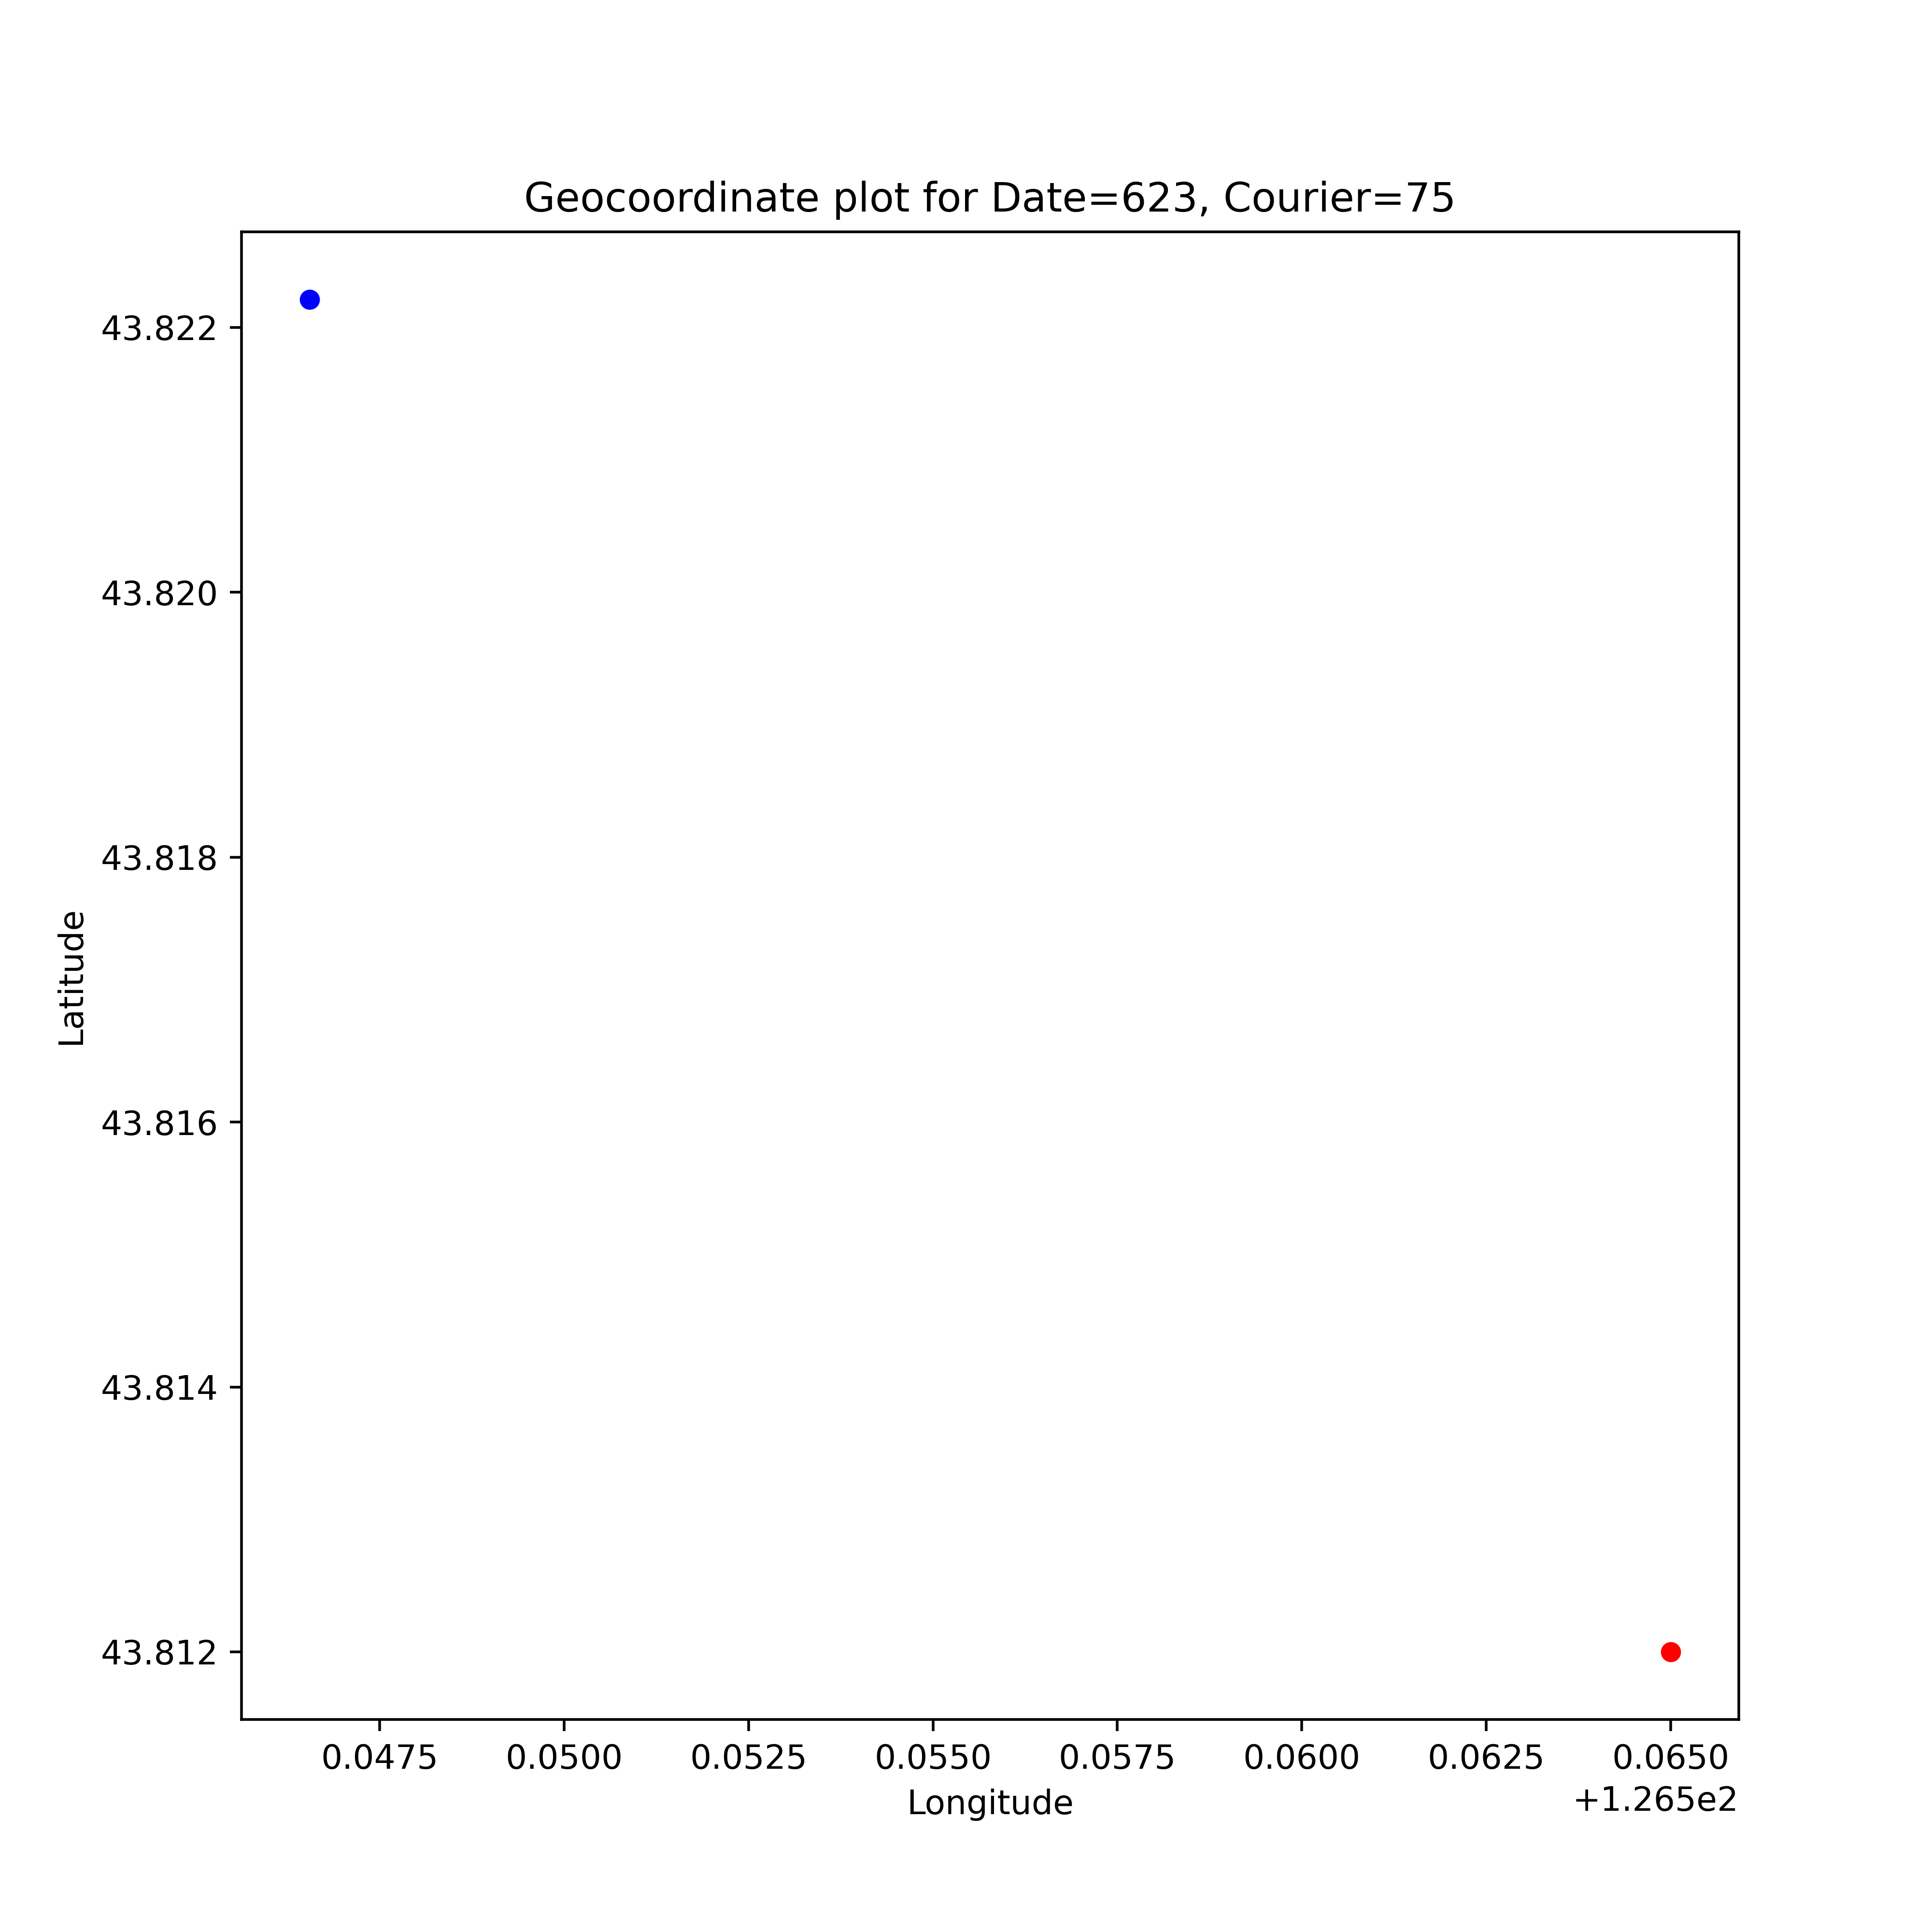 Geocoordinate plot for Date=623, Courier=75
43.822
43.820
43.818
43.816
43.814
43.812
Latitude
0.0475 0.0500 0.0525 0.0550 0.0575 0.0600 0.0625 0.0650
Longitude
+1.265e2